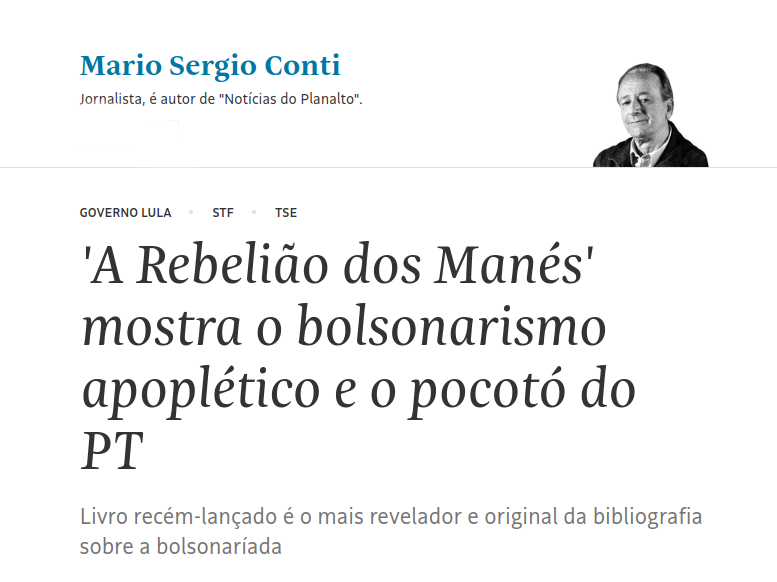 Mario Sergio Conti
Jornalista, é autor de "Notícias do Planalto".
GOVERNO LULA • STF • TSE
'A Rebelião dos Manés'
mostra o bolsonarismo
apoplético e o pocotó do
PT
Livro recém-lançado é o mais revelador e original da bibliografia
sobre a bolsonaríada